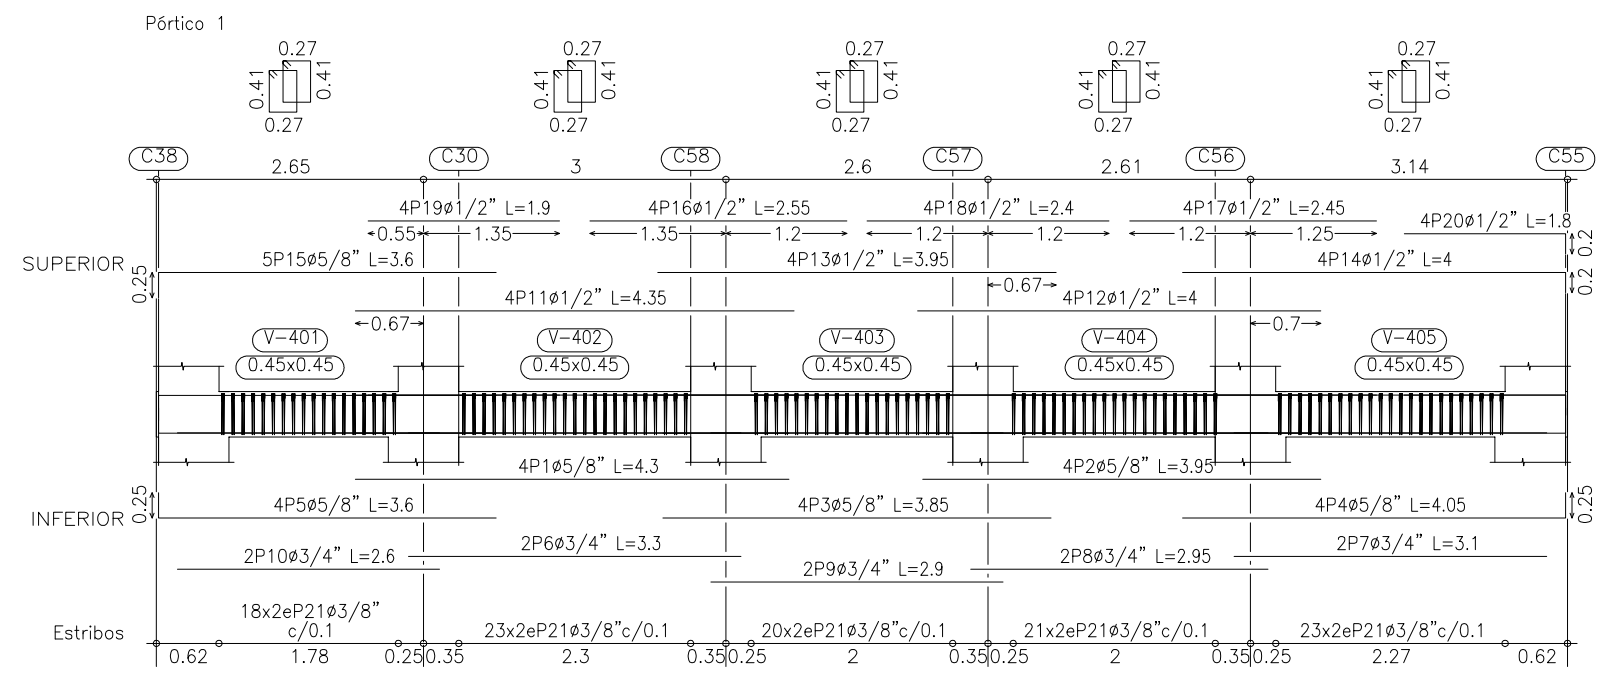 Pórtico 1
0.27 0.27 0.27 0.27 0.27
0.41 0.41 0.41 0.41 0.41 0.41 0.41 0.41 0.41 0.41
0.27 0.27 0.27 0.27 0.27
C38 C30 C58 C57 C56 C55
2.65 3 2.6 2.61 3.14
4P19ø1/2” L=1.9 4P16ø1/2” L=2.55 4P18ø1/2” L=2.4 4P17ø1/2” L=2.45
4P20ø1/2” L=1.8
0.55 1.35 1.35 1.2 1.2 1.2 1.2 1.25 0.2
SUPERIOR 5P15ø5/8” L=3.6 4P13ø1/2” L=3.95 4P14ø1/2” L=4
0.25 0.67 0.2
4P11ø1/2” L=4.35 4P12ø1/2” L=4
0.67 0.7
V-401 V-402 V-403 V-404 V-405
0.45x0.45 0.45x0.45 0.45x0.45 0.45x0.45 0.45x0.45
4P1ø5/8” L=4.3 4P2ø5/8” L=3.95
0.25 4P5ø5/8” L=3.6 4P3ø5/8” L=3.85 4P4ø5/8” L=4.05 0.25
INFERIOR
2P6ø3/4” L=3.3 2P7ø3/4” L=3.1
2P10ø3/4” L=2.6 2P8ø3/4” L=2.95
2P9ø3/4” L=2.9
18x2eP21ø3/8”
Estribos c/0.1 23x2eP21ø3/8”c/0.1 20x2eP21ø3/8”c/0.1 21x2eP21ø3/8”c/0.1 23x2eP21ø3/8”c/0.1
0.62 1.78 0.25 0.35 2.3 0.35 0.25 2 0.35 0.25 2 0.35 0.25 2.27 0.62